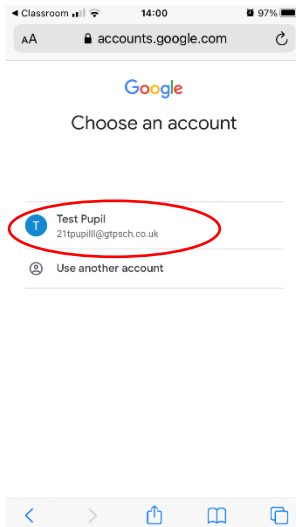 Classroom 14:00 97%
AA accounts.google.com
Google
Choose an account
T Test Pupil
21tpupilll@gtpsch.co.uk
Use another account